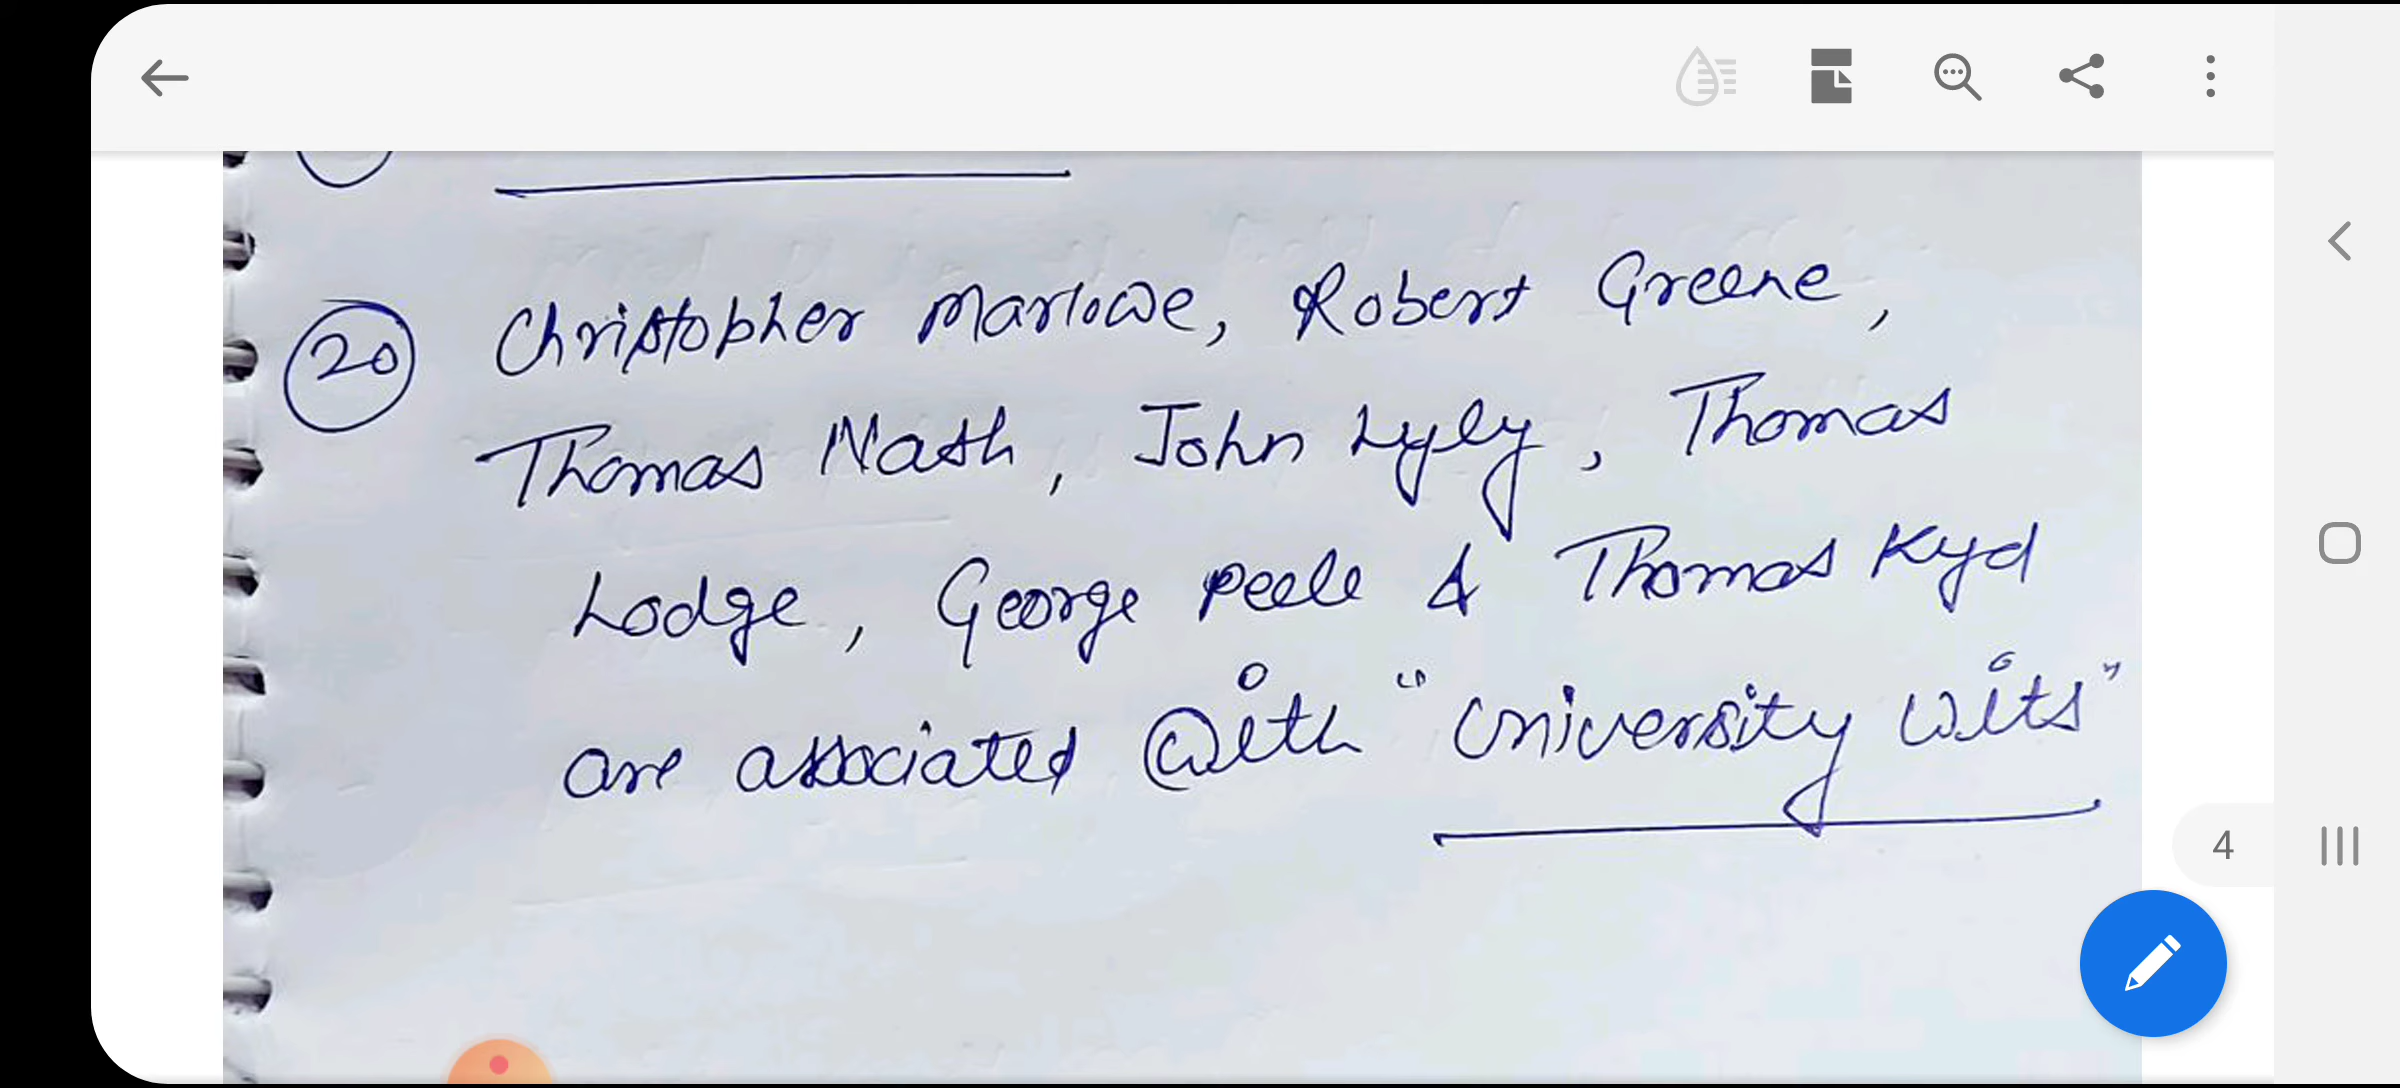 20 Christopher Marlowe, Robert Greene,
Thomas Nash, John Lyly, Thomas
Lodge, George peele & Thomas Kyd
are associated with "University wits"
4